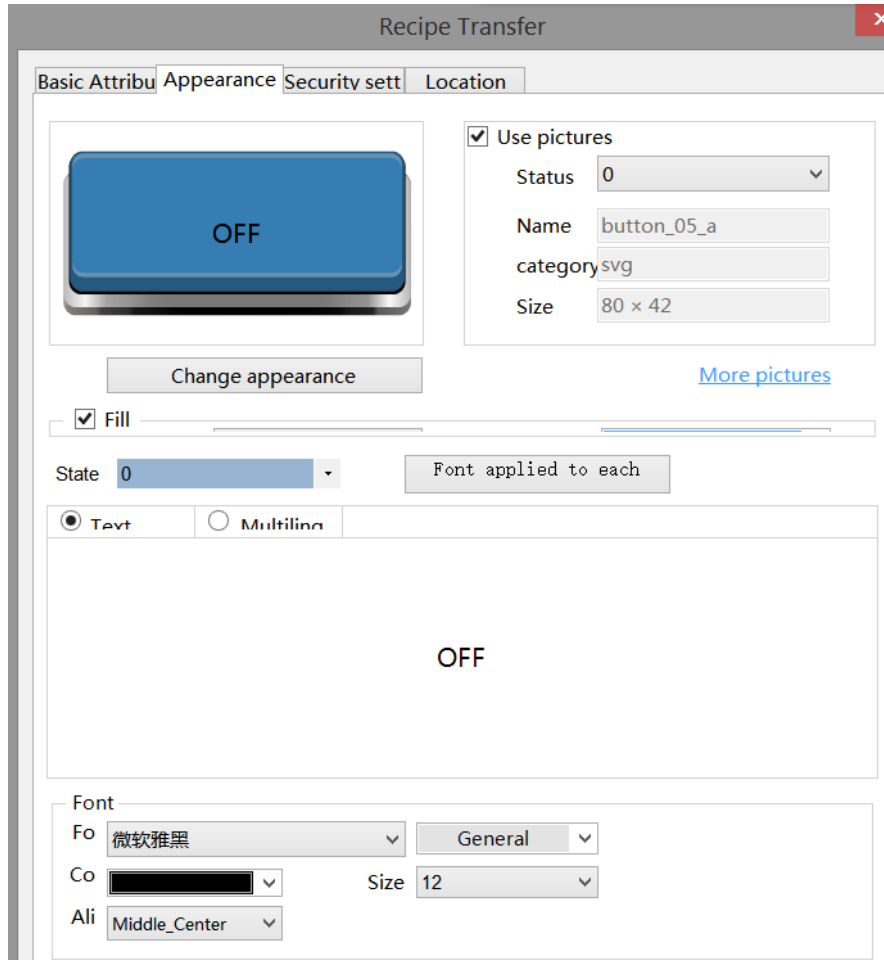 Recipe Transfer
Basic Attribu Appearance Security sett Location
Use pictures
Status 0
OFF
Name button_05_a
category svg
Size 80 × 42
Change appearance More pictures
Fill
State 0 Font applied to each
Text Multiling
OFF
Font
Fo 微软雅黑 General
Co Size 12
Ali Middle_Center